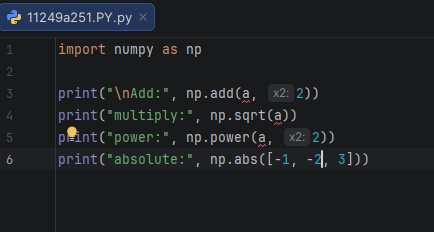 11249a251.PY.py
1 import numpy as np
2
3 print("\nAdd:", np.add(a, x2: 2))
4 print("multiply:", np.sqrt(a))
5 print("power:", np.power(a, x2: 2))
6 print("absolute:", np.abs([-1, -2, 3]))